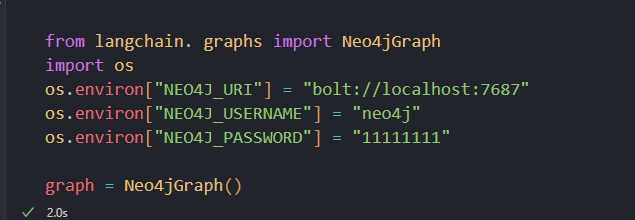 from langchain. graphs import Neo4jGraph
import os
os.environ["NEO4J_URI"] = "bolt://localhost:7687"
os.environ["NEO4J_USERNAME"] = "neo4j"
os.environ["NEO4J_PASSWORD"] = "11111111"
graph = Neo4jGraph()
2.0s